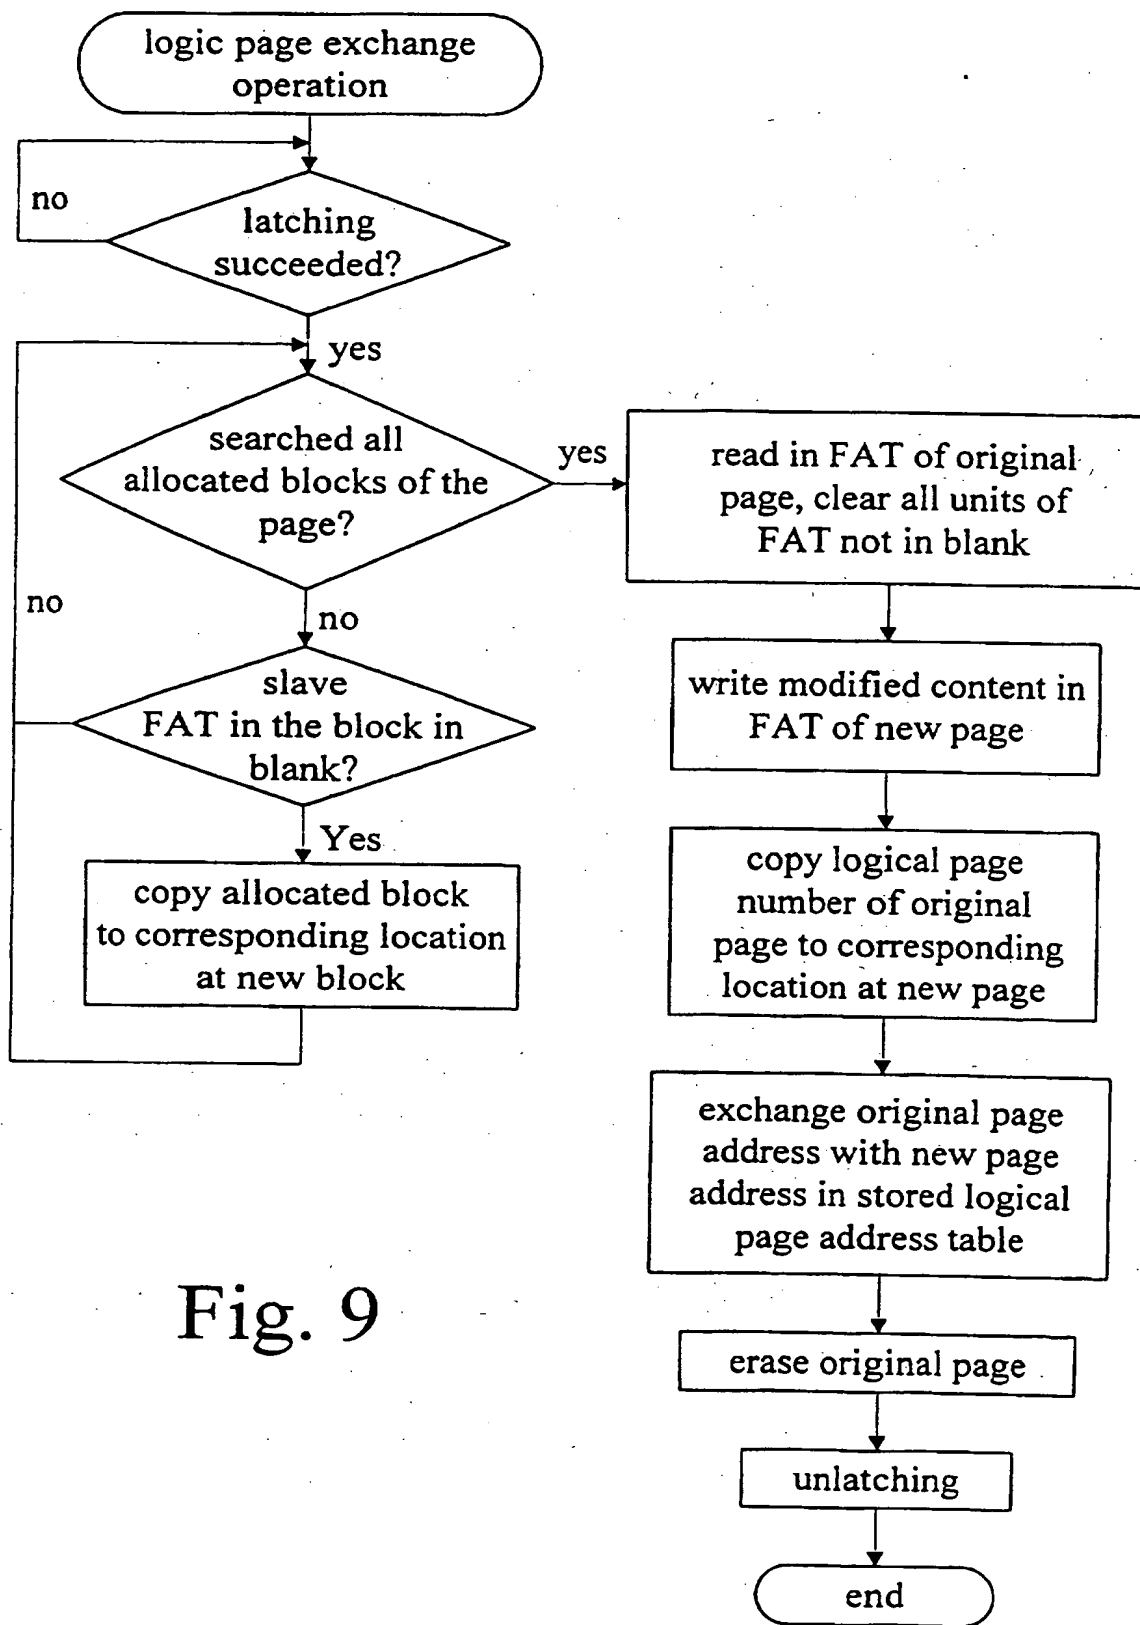 logic page exchange
operation
no
latching
succeeded?
yes
searched all
allocated blocks of the
page?
yes
no
no
slave
FAT in the block in
blank?
Yes
copy allocated block
to corresponding location
at new block
read in FAT of original
page, clear all units of
FAT not in blank
write modified content in
FAT of new page
copy logical page
number of original
page to corresponding
location at new page
exchange original page
address with new page
address in stored logical
page address table
erase original page
unlatching
end
Fig. 9